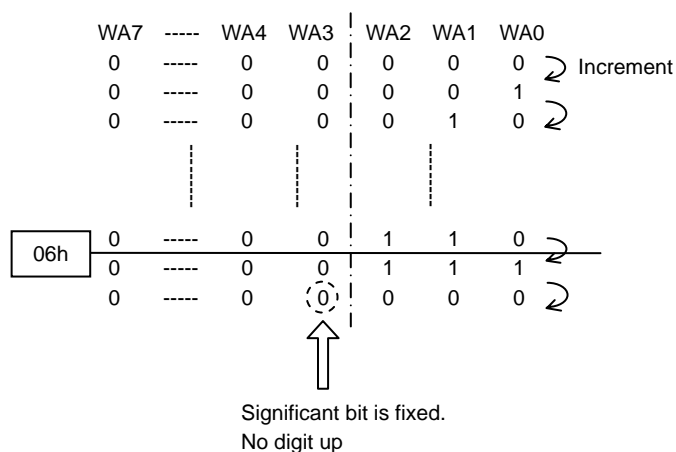 WA7 ----- WA4 WA3 WA2 WA1 WA0
0 ----- 0 0 0 0 0 Increment
0 ----- 0 0 0 0 1
0 ----- 0 0 0 1 0
06h
0 ----- 0 0 1 1 0
0 ----- 0 0 1 1 1
0 ----- 0 0 0 0 0
Significant bit is fixed.
No digit up